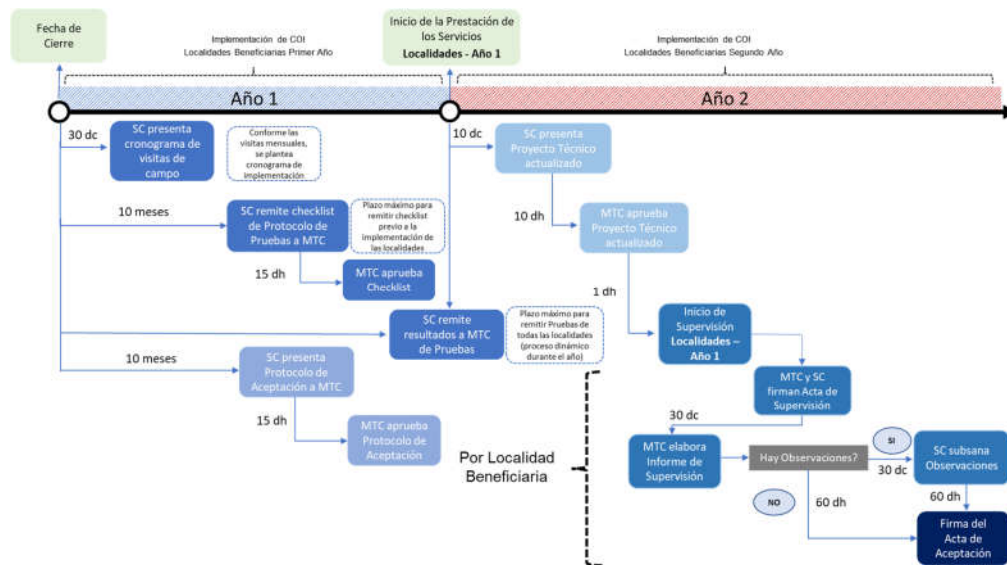 Fecha de
Cierre
Implementación de COI
Localidades Beneficiarias Primer Año
Inicio de la Prestación de
los Servicios
Localidades - Año 1
Implementación de COI
Localidades Beneficiarias Segundo Año
Año 1
Año 2
30 dc
SC presenta
cronograma de
visitas de
campo
Conforme las
visitas mensuales,
se plantea
cronograma de
implementación
10 dc
SC presenta
Proyecto Técnico
actualizado
10 meses
SC remite checklist
de Protocolo de
Pruebas a MTC
Plazo máximo para
remitir checklist
previo a la
implementación de
las localidades
10 dh
MTC aprueba
Proyecto Técnico
actualizado
15 dh
MTC aprueba
Checklist
1 dh
SC remite
resultados a MTC
de Pruebas
Plazo máximo para
remitir Pruebas de
todas las localidades
(proceso dinámico
durante el año)
Inicio de
Supervisión
Localidades –
Año 1
10 meses
SC presenta
Protocolo de
Aceptación a MTC
MTC y SC
firman Acta de
Supervisión
15 dh
MTC aprueba
Protocolo de
Aceptación
Por Localidad
Beneficiaria
30 dc
MTC elabora
Informe de
Supervisión
Hay Observaciones?
SI
30 dc
SC subsana
Observaciones
NO
60 dh
60 dh
Firma del
Acta de
Aceptación